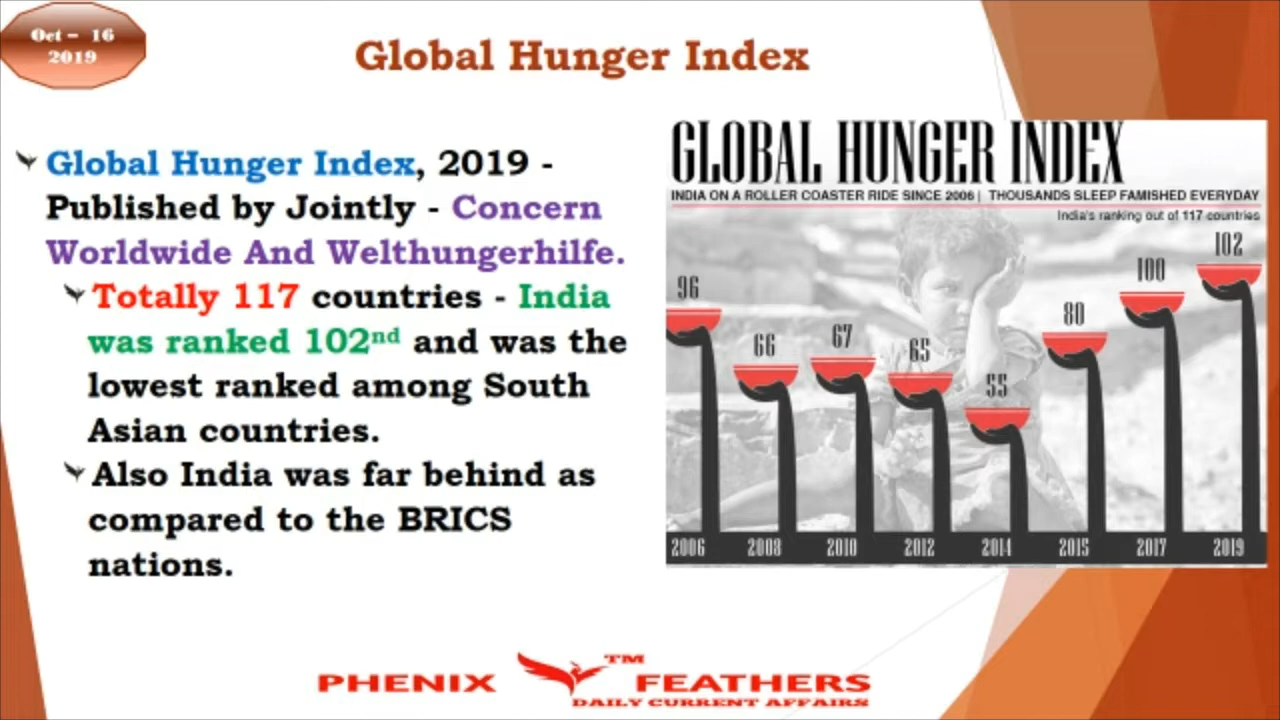 Oct – 16
2019
Global Hunger Index
Global Hunger Index, 2019 -
Published by Jointly - Concern
Worldwide And Welthungerhilfe.
Totally 117 countries - India
was ranked 102nd and was the
lowest ranked among South
Asian countries.
Also India was far behind as
compared to the BRICS
nations.
GLOBAL HUNGER INDEX
INDIA ON A ROLLER COASTER RIDE SINCE 2006 | THOUSANDS SLEEP FAMISHED EVERYDAY
India's ranking out of 117 countries
96
66
67
65
55
80
100
102
2006 2008 2010 2012 2014 2015 2017 2019
PHENIX FEATHERS TM
DAILY CURRENT AFFAIRS